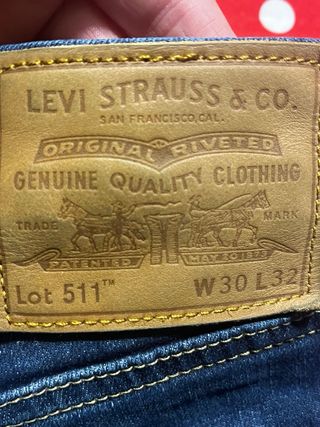 LEVI STRAUSS & CO.
SAN FRANCISCO, CAL.
ORIGINAL RIVETED
GENUINE QUALITY CLOTHING
TRADE MARK
PATENTED MAY 20 1873
Lot 511™ W30 L32